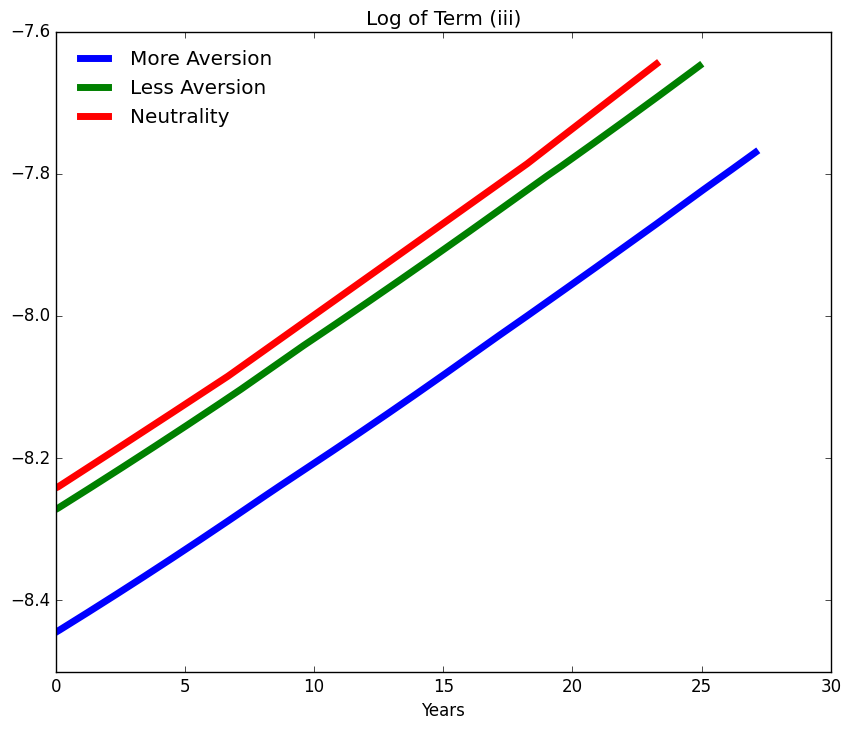 Log of Term (iii)
−7.6
−7.8
−8.0
−8.2
−8.4
More Aversion
Less Aversion
Neutrality
0 5 10 15 20 25 30
Years